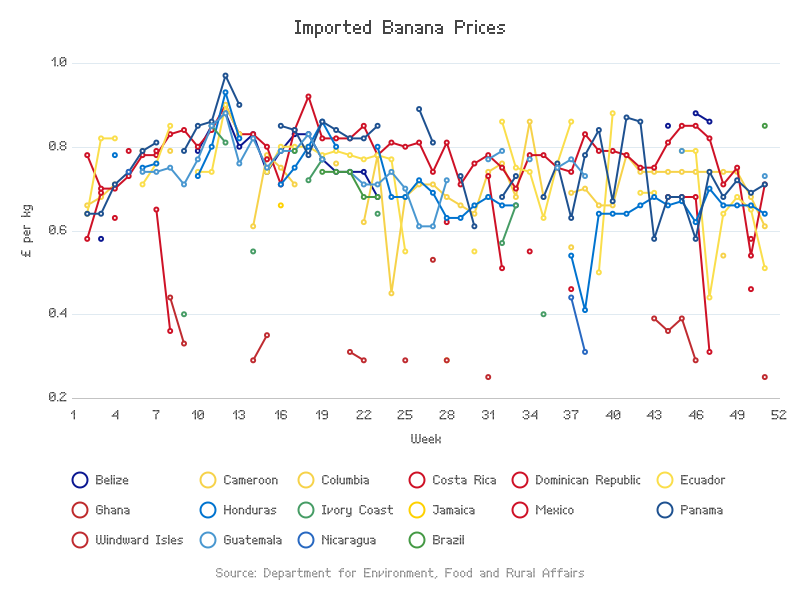 Imported Banana Prices
1.0
0.8
0.6
0.4
0.2
£ per kg
1 4 7 10 13 16 19 22 25 28 31 34 37 40 43 46 49 52
Week
Belize Cameroon Columbia Costa Rica Dominican Republic Ecuador
Ghana Honduras Ivory Coast Jamaica Mexico Panama
Windward Isles Guatemala Nicaragua Brazil
Source: Department for Environment, Food and Rural Affairs